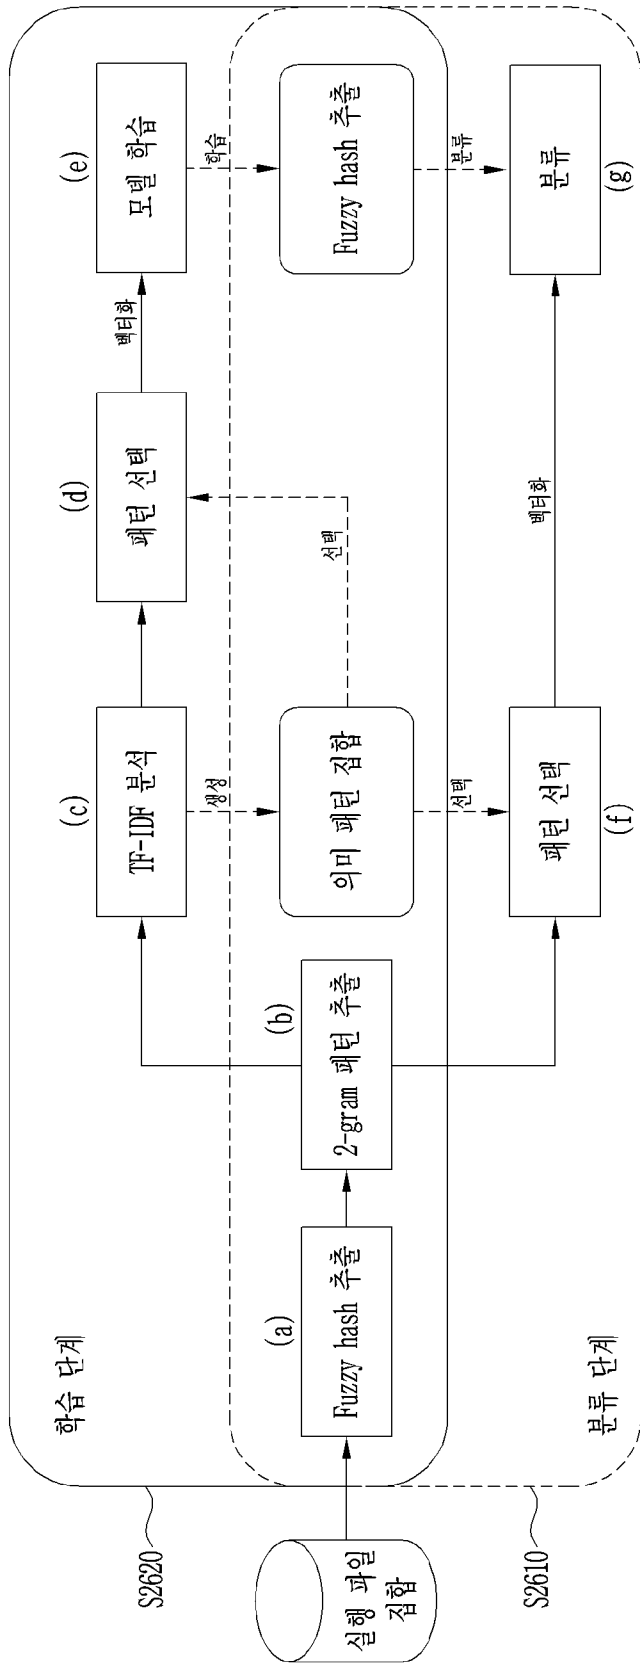 학습 단계
S2620
(c)
TF-IDF 분석
(d)
패턴 선택
벡터화
(e)
모델 학습
생성
선택
학습
실행 파일
집합
(a)
Fuzzy hash 추출
(b)
2-gram 패턴 추출
의미 패턴 집합
Fuzzy hash 추출
선택
분류
패턴 선택
(f)
벡터화
분류
(g)
S2610
분류 단계